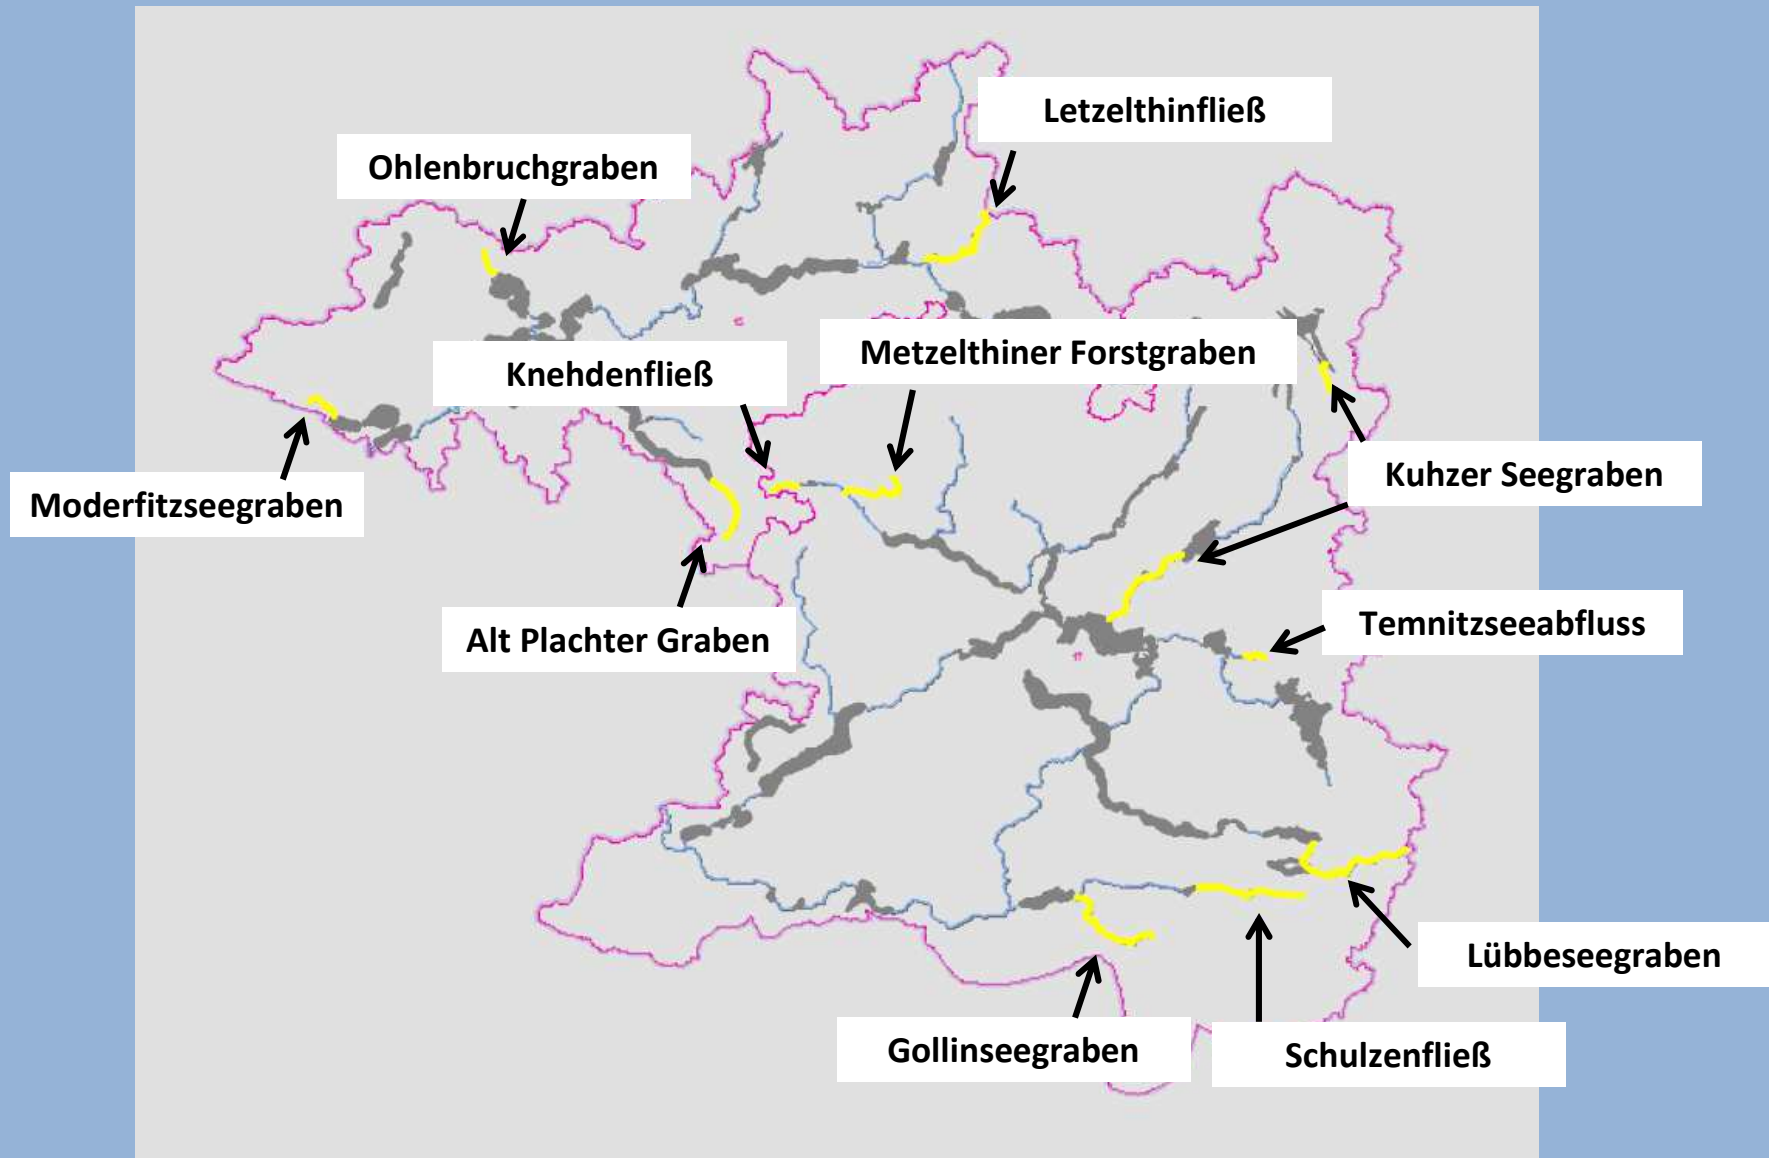 Letzelthinfließ
Ohlenbruchgraben
Metzelthiner Forstgraben
Knehdenfließ
Kuhzer Seegraben
Moderfitzseegraben
Temnitzseeabfluss
Alt Plachter Graben
Lübbeseegraben
Gollinseegraben
Schulzenfließ